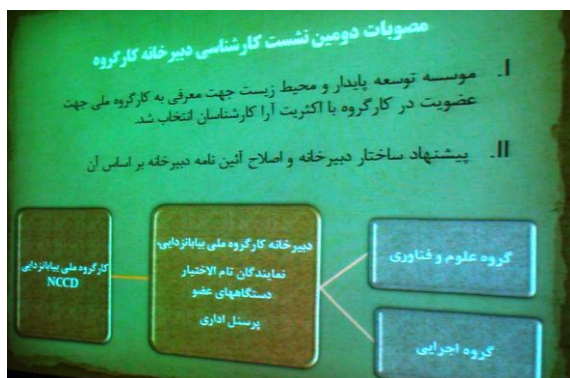 مصوبات دومین نشست کارشناسی دبیرخانه کارگروه
I. موسسه توسعه پایدار و محیط زیست جهت معرفی به کارگروه ملی جهت
عضویت در کارگروه با اکثریت آرا کارشناسان انتخاب شد.
II. پیشنهاد ساختار دبیرخانه و اصلاح آئین نامه دبیرخانه بر اساس آن
گروه علوم و فناوری
گروه اجرایی
دبیرخانه کارگروه ملی بیابانزدایی،
نمایندگان تام الاختیار
دستگاههای عضو
پرسنل اداری
کارگروه ملی بیابانزدایی
NCCD